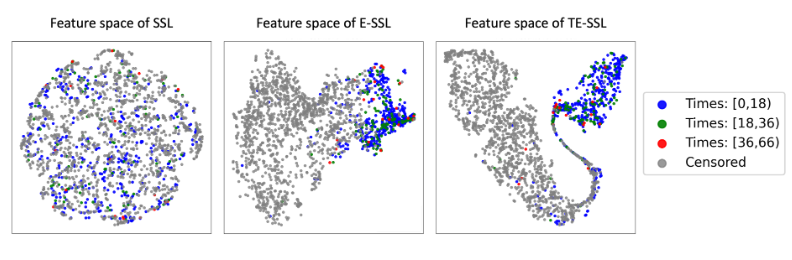 Feature space of SSL
Feature space of E-SSL
Feature space of TE-SSL
Times: [0,18)
Times: [18,36)
Times: [36,66)
Censored